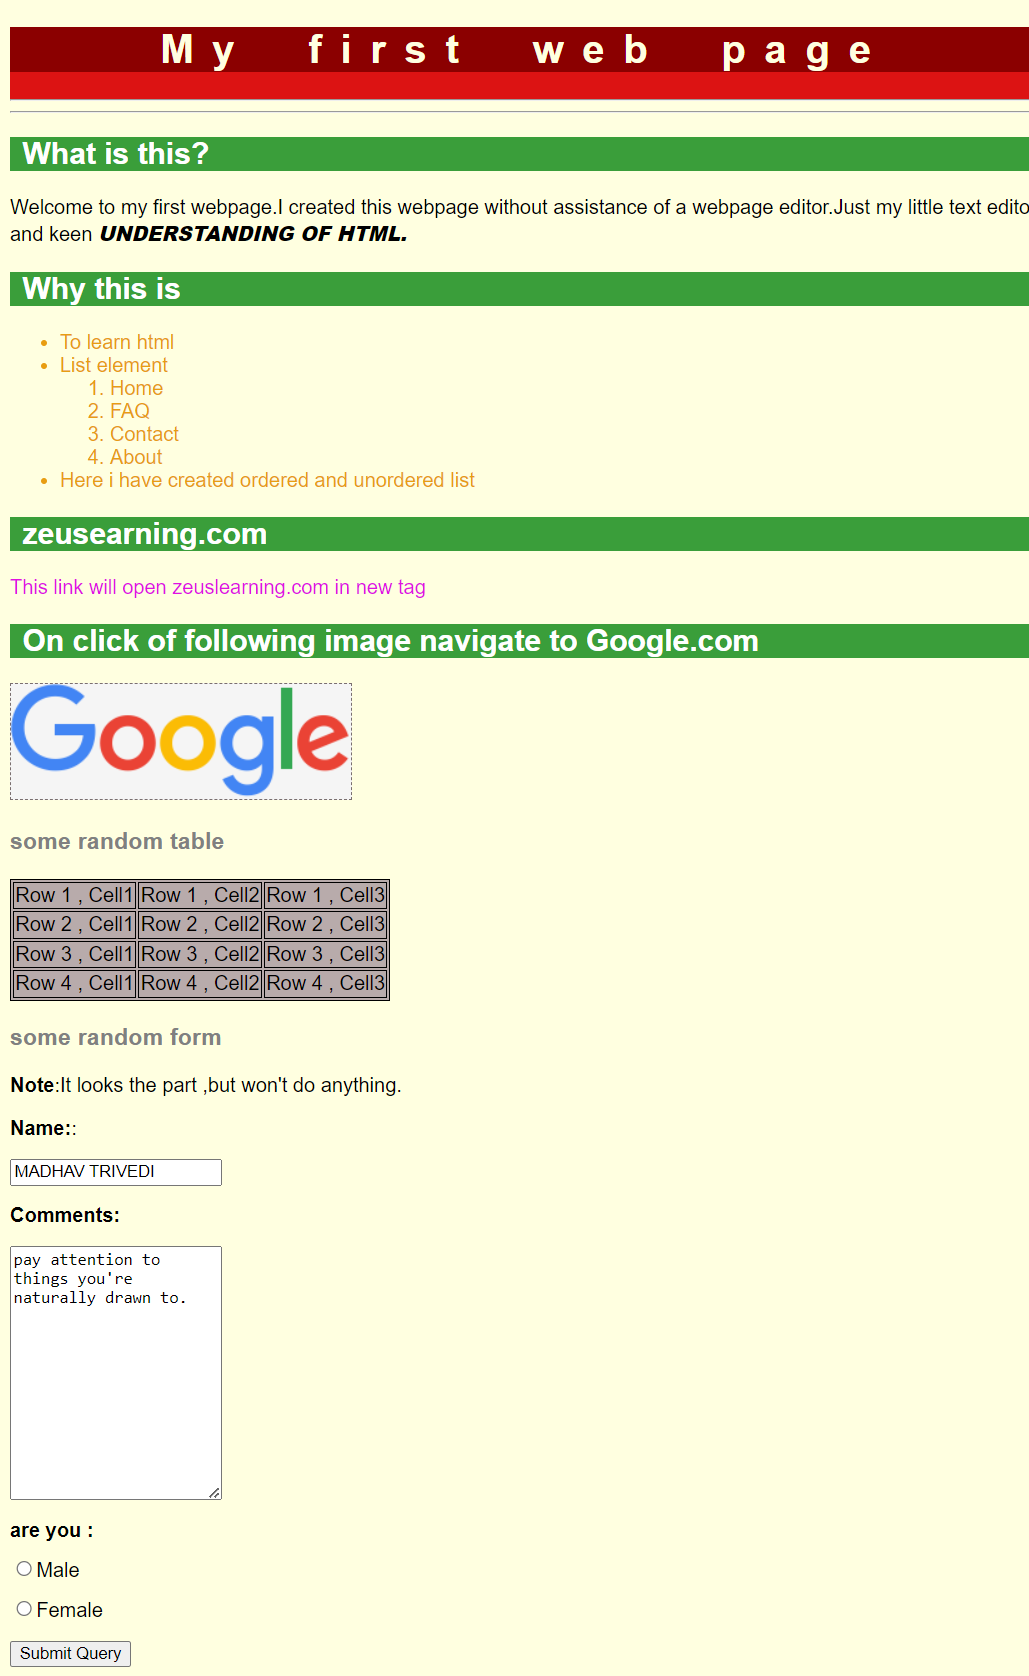 My first web page
What is this?
Welcome to my first webpage.I created this webpage without assistance of a webpage editor.Just my little text edito
and keen UNDERSTANDING OF HTML.
Why this is
• To learn html
• List element
1. Home
2. FAQ
3. Contact
4. About
• Here i have created ordered and unordered list
zeusearning.com
This link will open zeuslearning.com in new tag
On click of following image navigate to Google.com
Google
some random table
Row 1 , Cell1 Row 1 , Cell2 Row 1 , Cell3
Row 2 , Cell1 Row 2 , Cell2 Row 2 , Cell3
Row 3 , Cell1 Row 3 , Cell2 Row 3 , Cell3
Row 4 , Cell1 Row 4 , Cell2 Row 4 , Cell3
some random form
Note:It looks the part ,but won't do anything.
Name::
MADHAV TRIVEDI
Comments:
pay attention to
things you're
naturally drawn to.
are you :
Male
Female
Submit Query